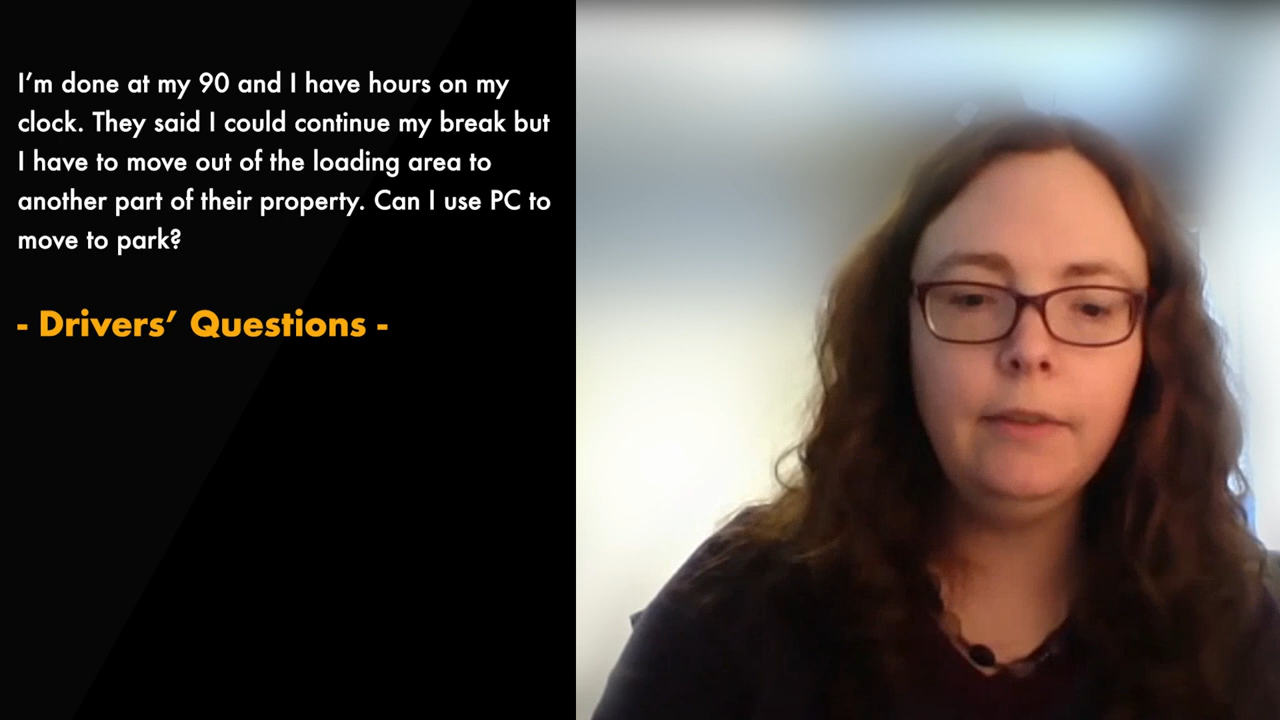 I'm done at my 90 and I have hours on my
clock. They said I could continue my break but
I have to move out of the loading area to
another part of their property. Can I use PC to
move to park?
- Drivers' Questions -